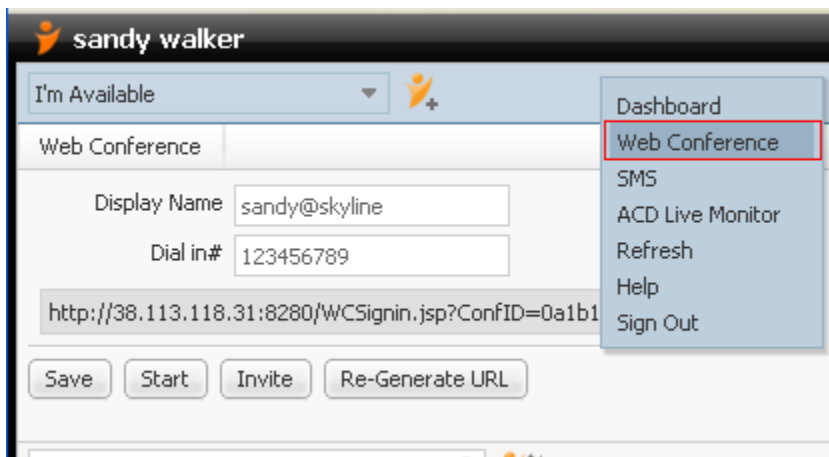 sandy walker
I'm Available
Dashboard
Web Conference
SMS
ACD Live Monitor
Refresh
Help
Sign Out
Web Conference
Display Name sandy@skyline
Dial in# 123456789
http://38.113.118.31:8280/WCSignin.jsp?ConfID=0a1b1
Save Start Invite Re-Generate URL